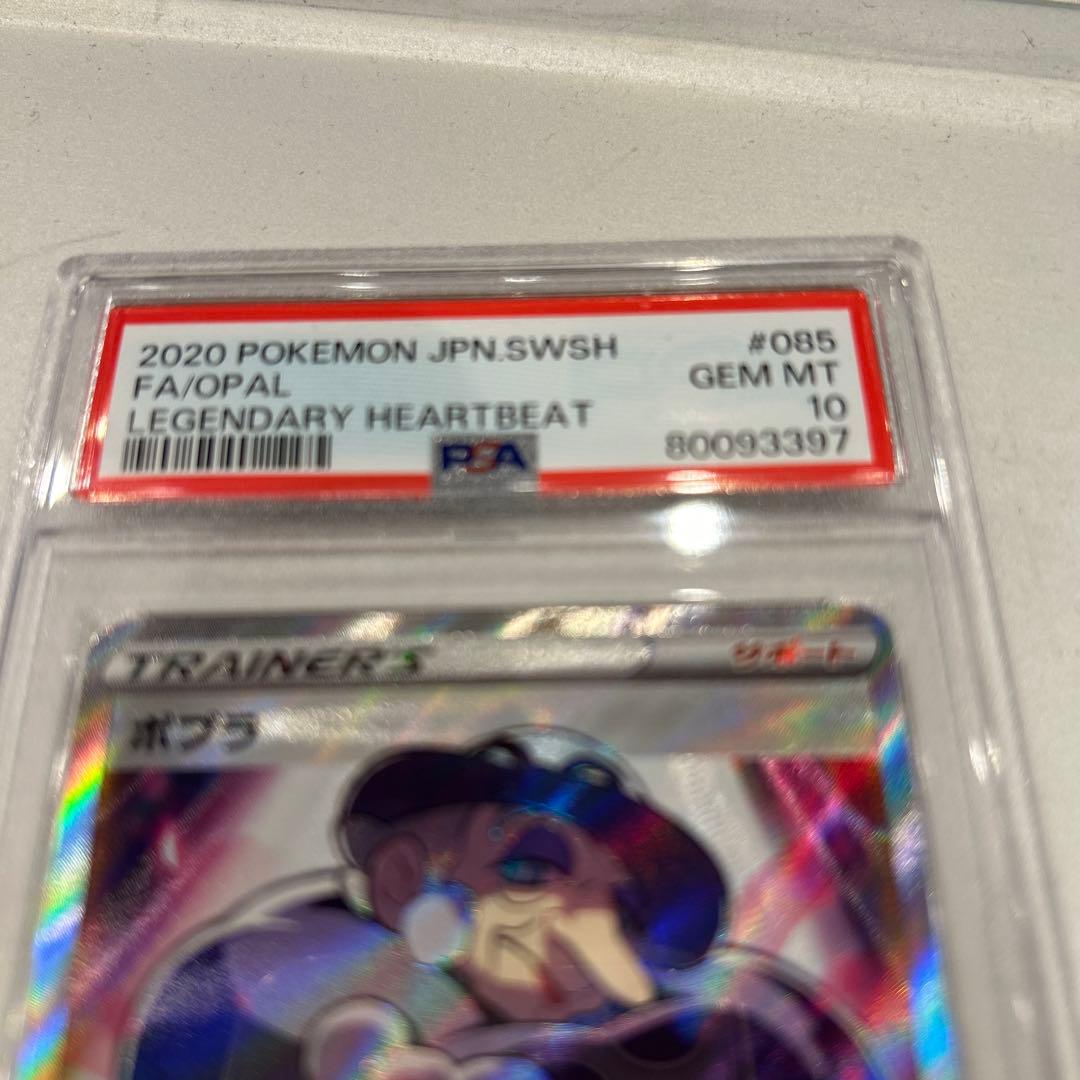 2020 POKEMON JPN.SWSH #085
FA/OPAL GEM MT
LEGENDARY HEARTBEAT 10
PSA 80093397
TRAINER'S サポート
ポプラ